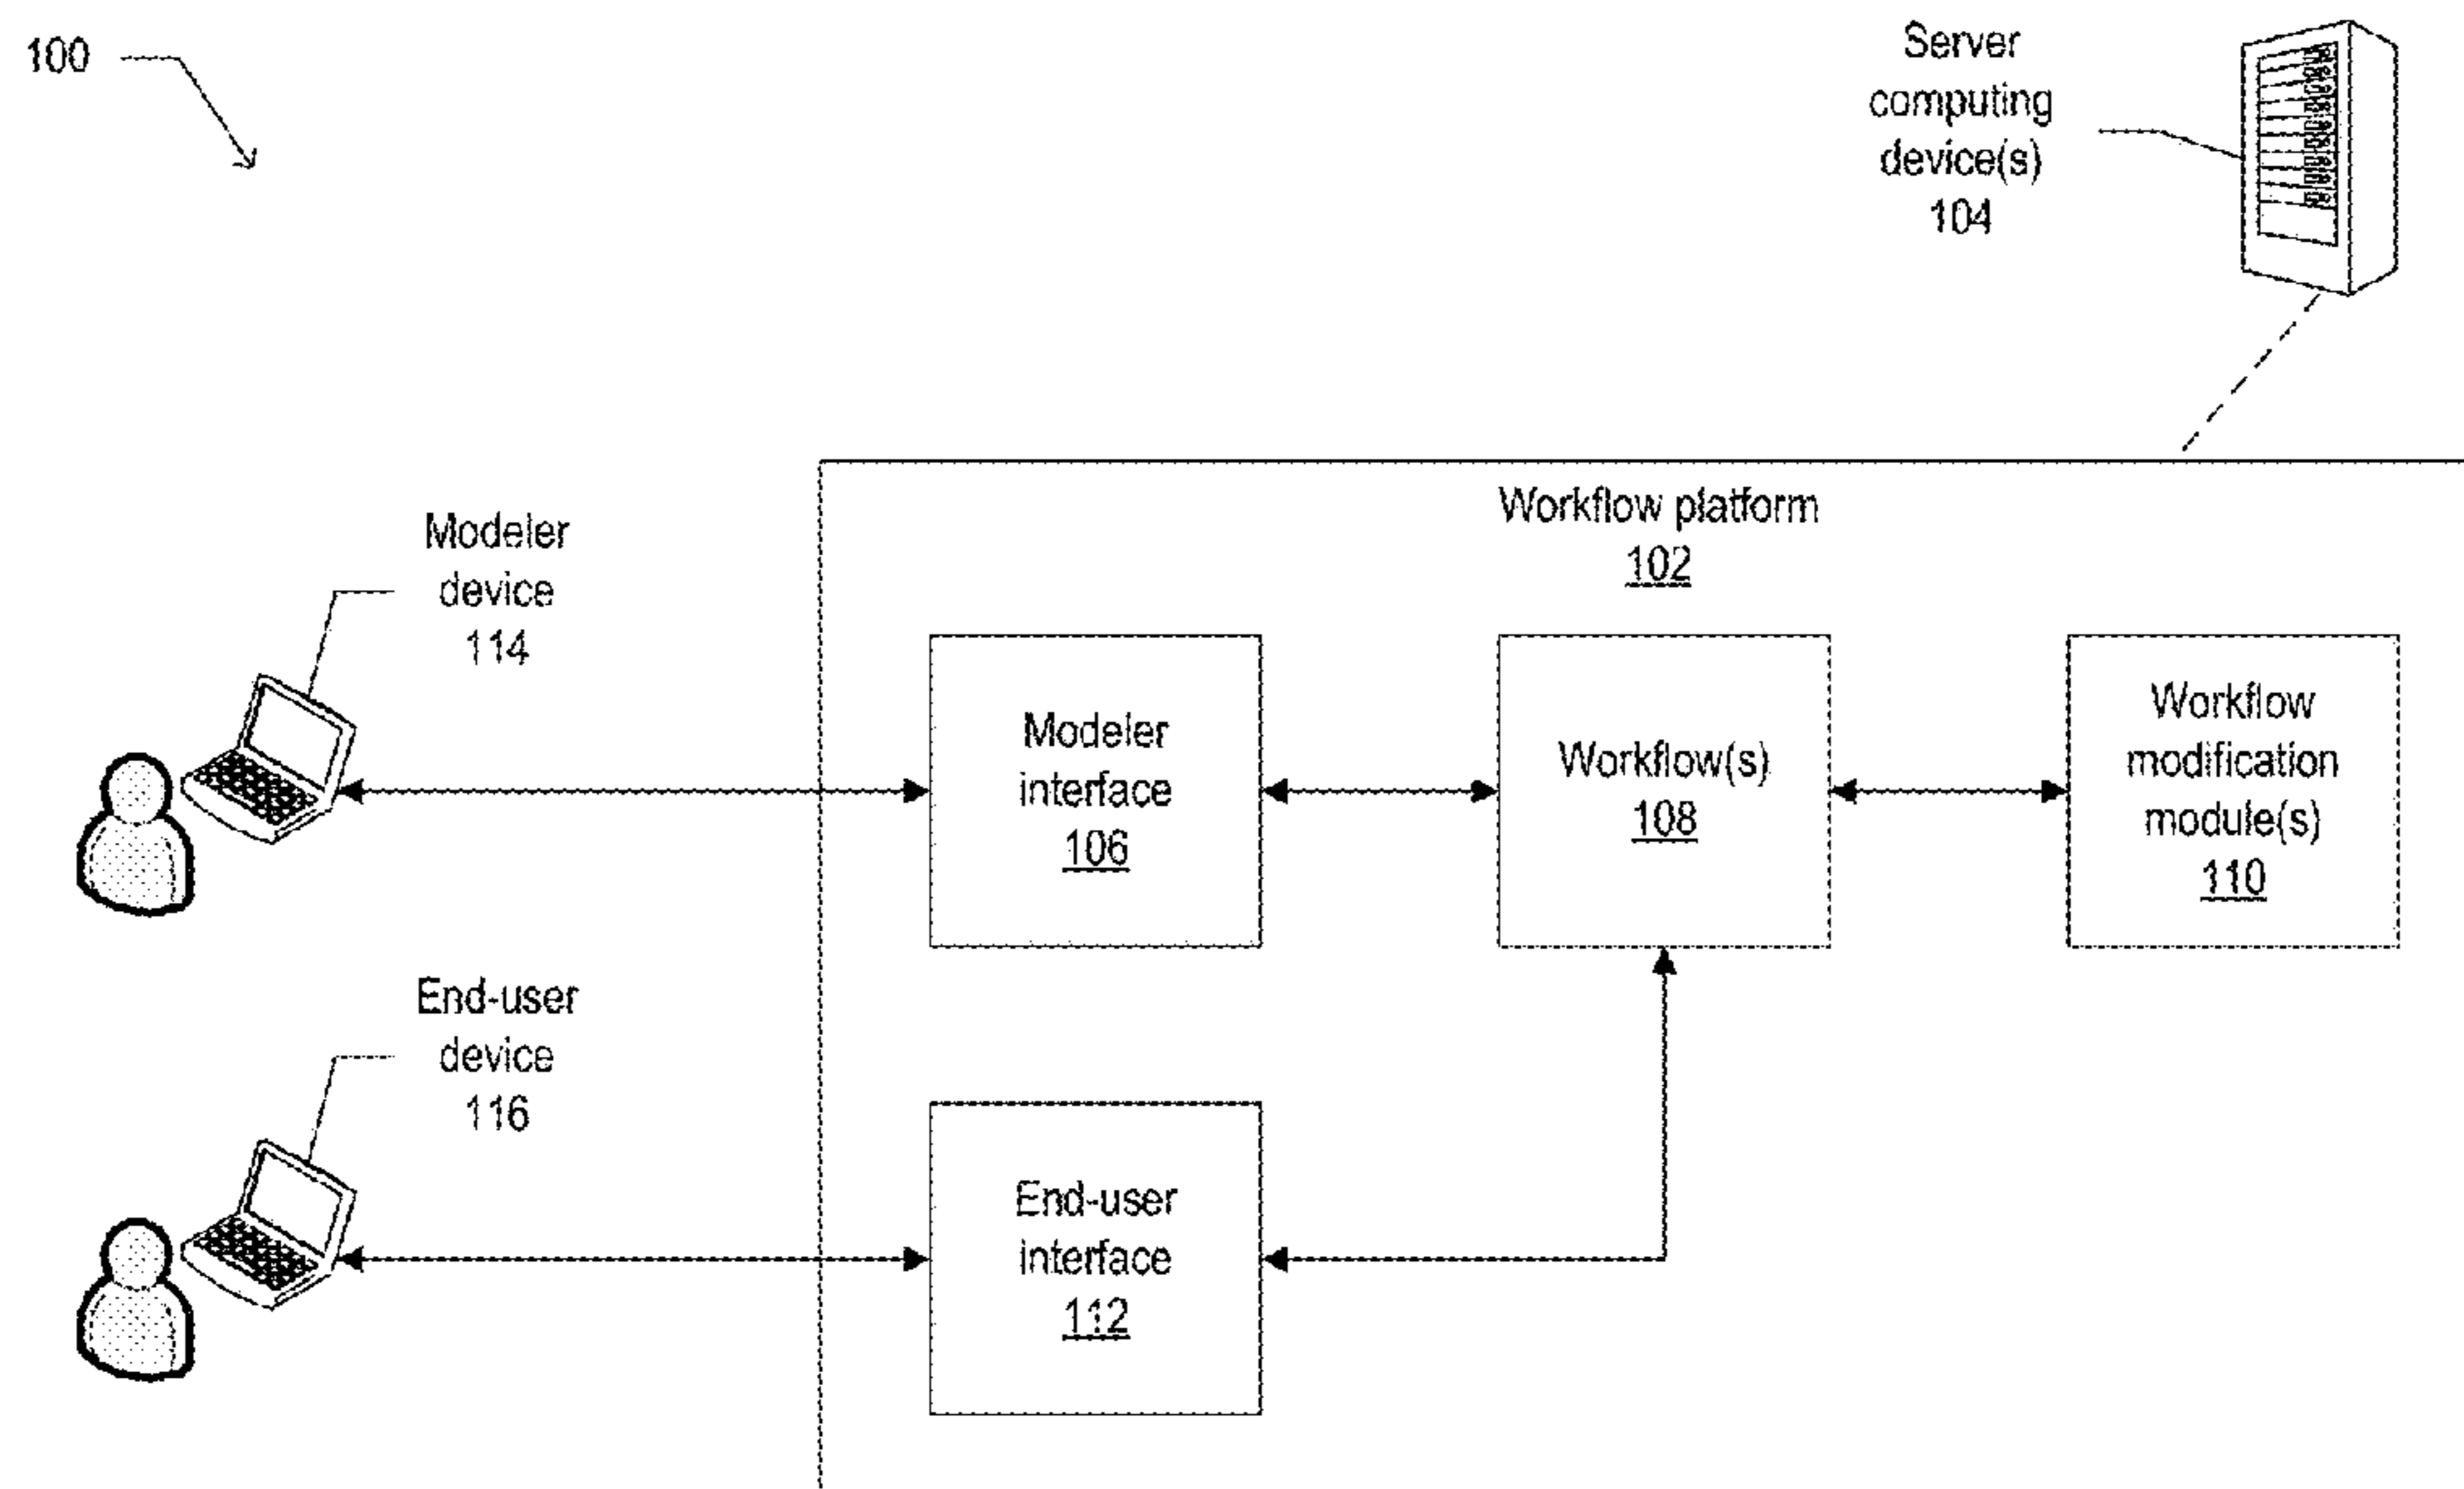 100
Server
computing
device(s)
104
Workflow platform
102
Modeler
device
114
Modeler
interface
106
Workflow(s)
108
Workflow
modification
module(s)
110
End-user
device
116
End-user
interface
112